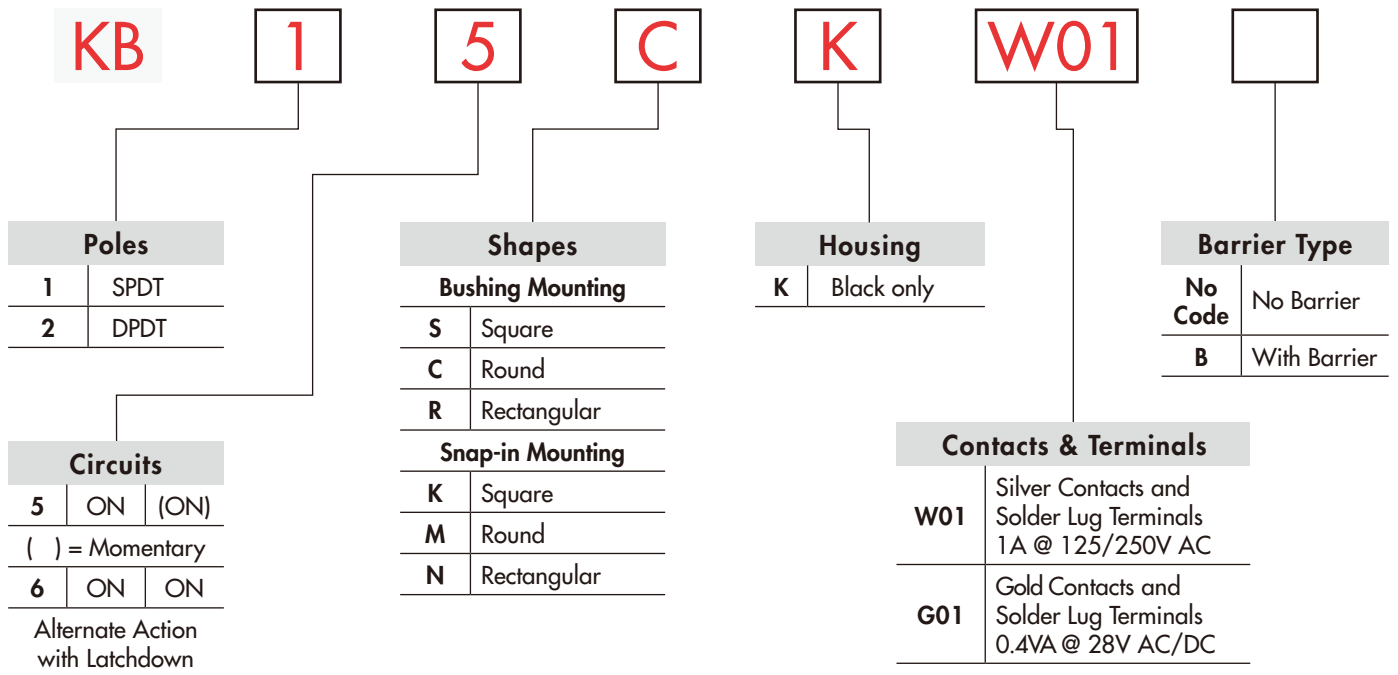 KB 1 5 C K W01
Poles
1 SPDT
2 DPDT
Circuits
5 ON (ON)
( ) = Momentary
6 ON ON
Alternate Action
with Latchdown
Shapes
Bushing Mounting
S Square
C Round
R Rectangular
Snap-in Mounting
K Square
M Round
N Rectangular
Housing
K Black only
Contacts & Terminals
W01 Silver Contacts and
Solder Lug Terminals
1A @ 125/250V AC
G01 Gold Contacts and
Solder Lug Terminals
0.4VA @ 28V AC/DC
Barrier Type
No
Code No Barrier
B With Barrier